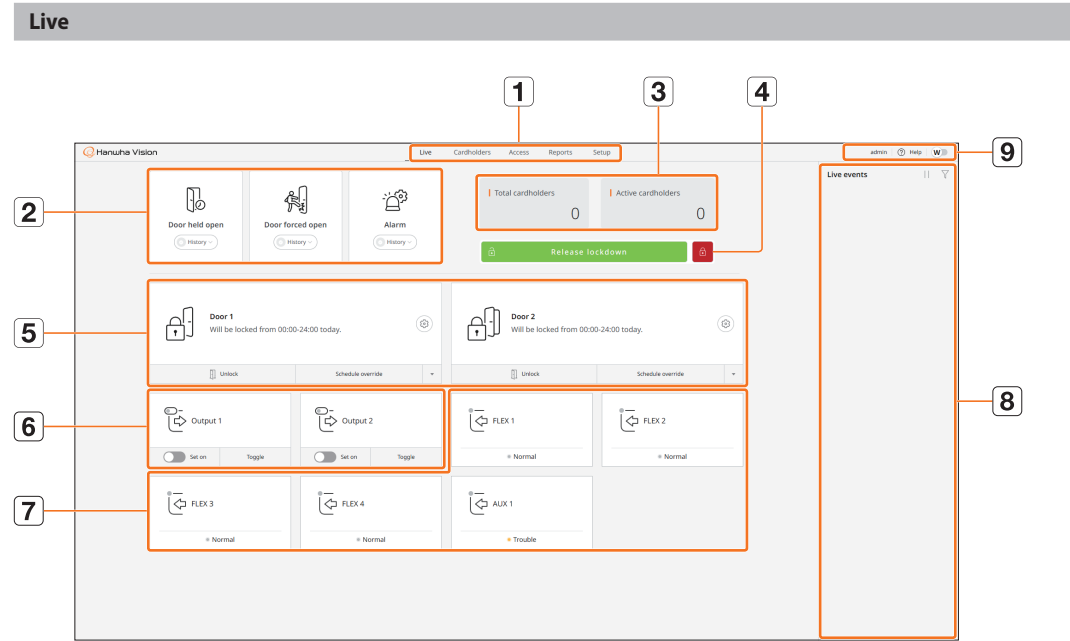 Live
1
3
4
Hanwha Vision
Live Cardholders Access Reports Setup
admin ? Help W
9
2
Door held open
History
Door forced open
History
Alarm
History
Total cardholders
0
Active cardholders
0
Release lockdown
Live events
5
Door 1
Will be locked from 00:00-24:00 today.
Unlock Schedule override
Door 2
Will be locked from 00:00-24:00 today.
Unlock Schedule override
8
6
Output 1
Set on Toggle
Output 2
Set on Toggle
FLEX 1
Normal
FLEX 2
Normal
7
FLEX 3
Normal
FLEX 4
Normal
AUX 1
Trouble